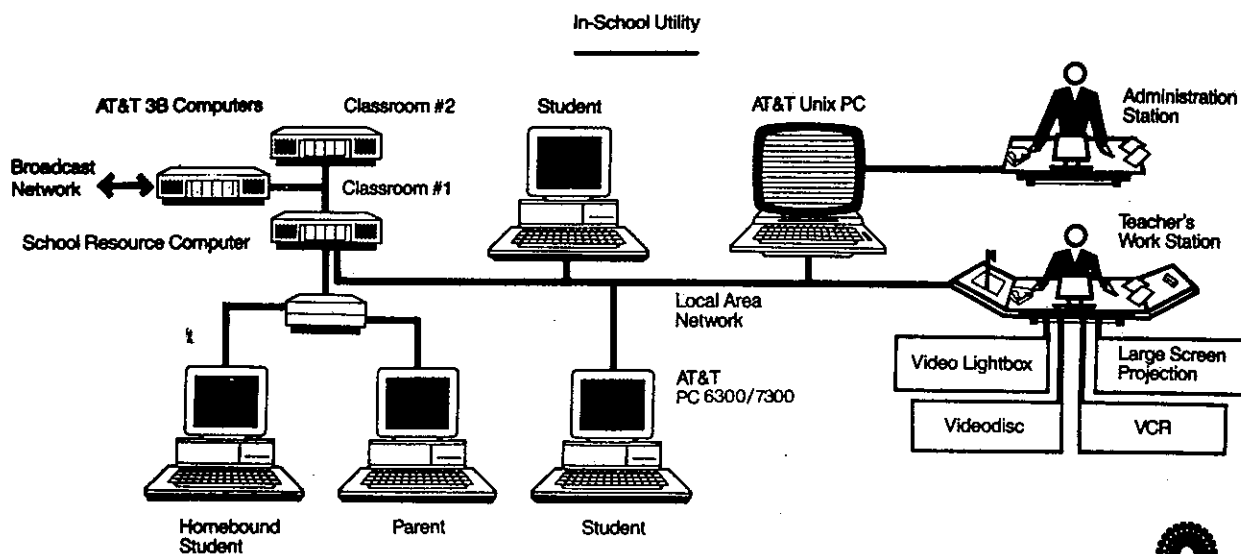 In-School Utility
AT&T 3B Computers
Classroom #2
Student
AT&T Unix PC
Administration
Station
Broadcast
Network
Classroom #1
School Resource Computer
Teacher's
Work Station
Local Area
Network
Video Lightbox
Large Screen
Projection
AT&T
PC 6300/7300
Videodisc
VCR
Homebound
Student
Parent
Student